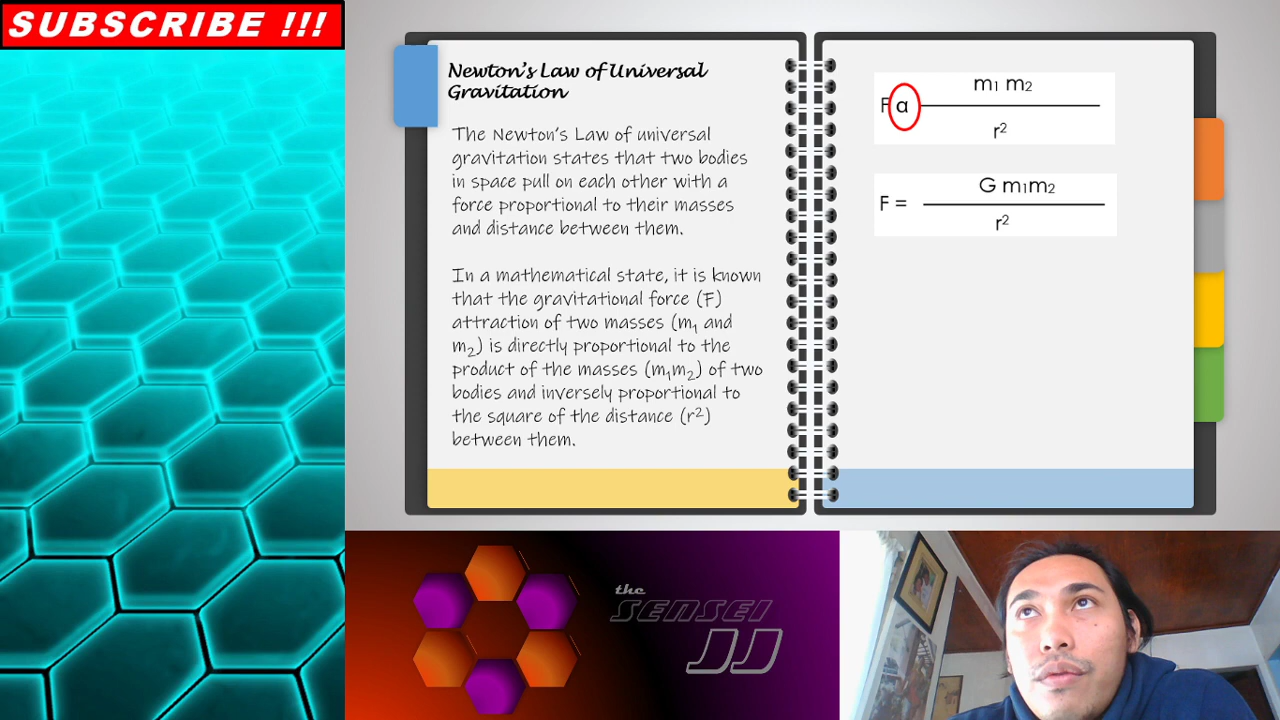 SUBSCRIBE !!!
Newton's Law of Universal
Gravitation
The Newton's Law of universal
gravitation states that two bodies
in space pull on each other with a
force proportional to their masses
and distance between them.
In a mathematical state, it is known
that the gravitational force (F)
attraction of two masses (m₁ and
m₂) is directly proportional to the
product of the masses (m₁m₂) of two
bodies and inversely proportional to
the square of the distance (r²)
between them.
m₁ m₂
F α
r²
G m₁m₂
F =
r²
the
SENSEI
JJ